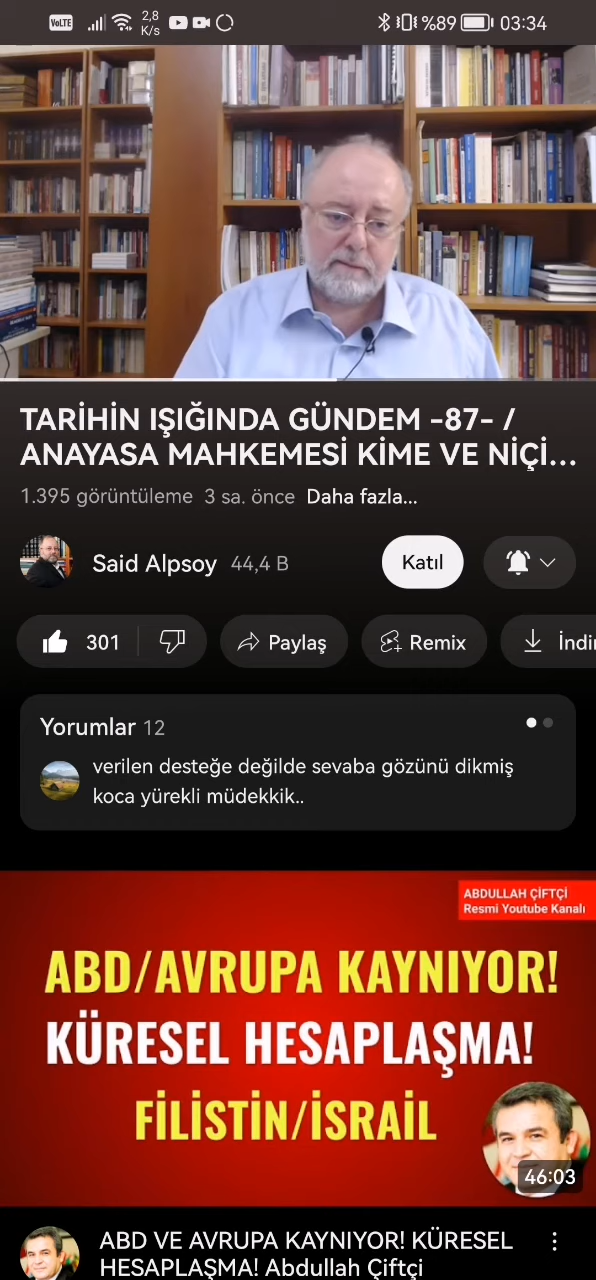 VoLTE 2,8 K/s %89 03:34
TARİHİN IŞIĞINDA GÜNDEM -87- /
ANAYASA MAHKEMESİ KİME VE NİÇİ...
1.395 görüntüleme 3 sa. önce Daha fazla...
Said Alpsoy 44,4 B Katıl
301 Paylaş Remix İndir
Yorumlar 12
verilen desteğe değilde sevaba gözünü dikmiş
koca yürekli müdekkik..
ABDULLAH ÇİFTÇİ
Resmi Youtube Kanalı
ABD/AVRUPA KAYNIYOR!
KÜRESEL HESAPLAŞMA!
FİLİSTİN/İSRAİL
46:03
ABD VE AVRUPA KAYNIYOR! KÜRESEL
HESAPLAŞMA! Abdullah Çiftçi